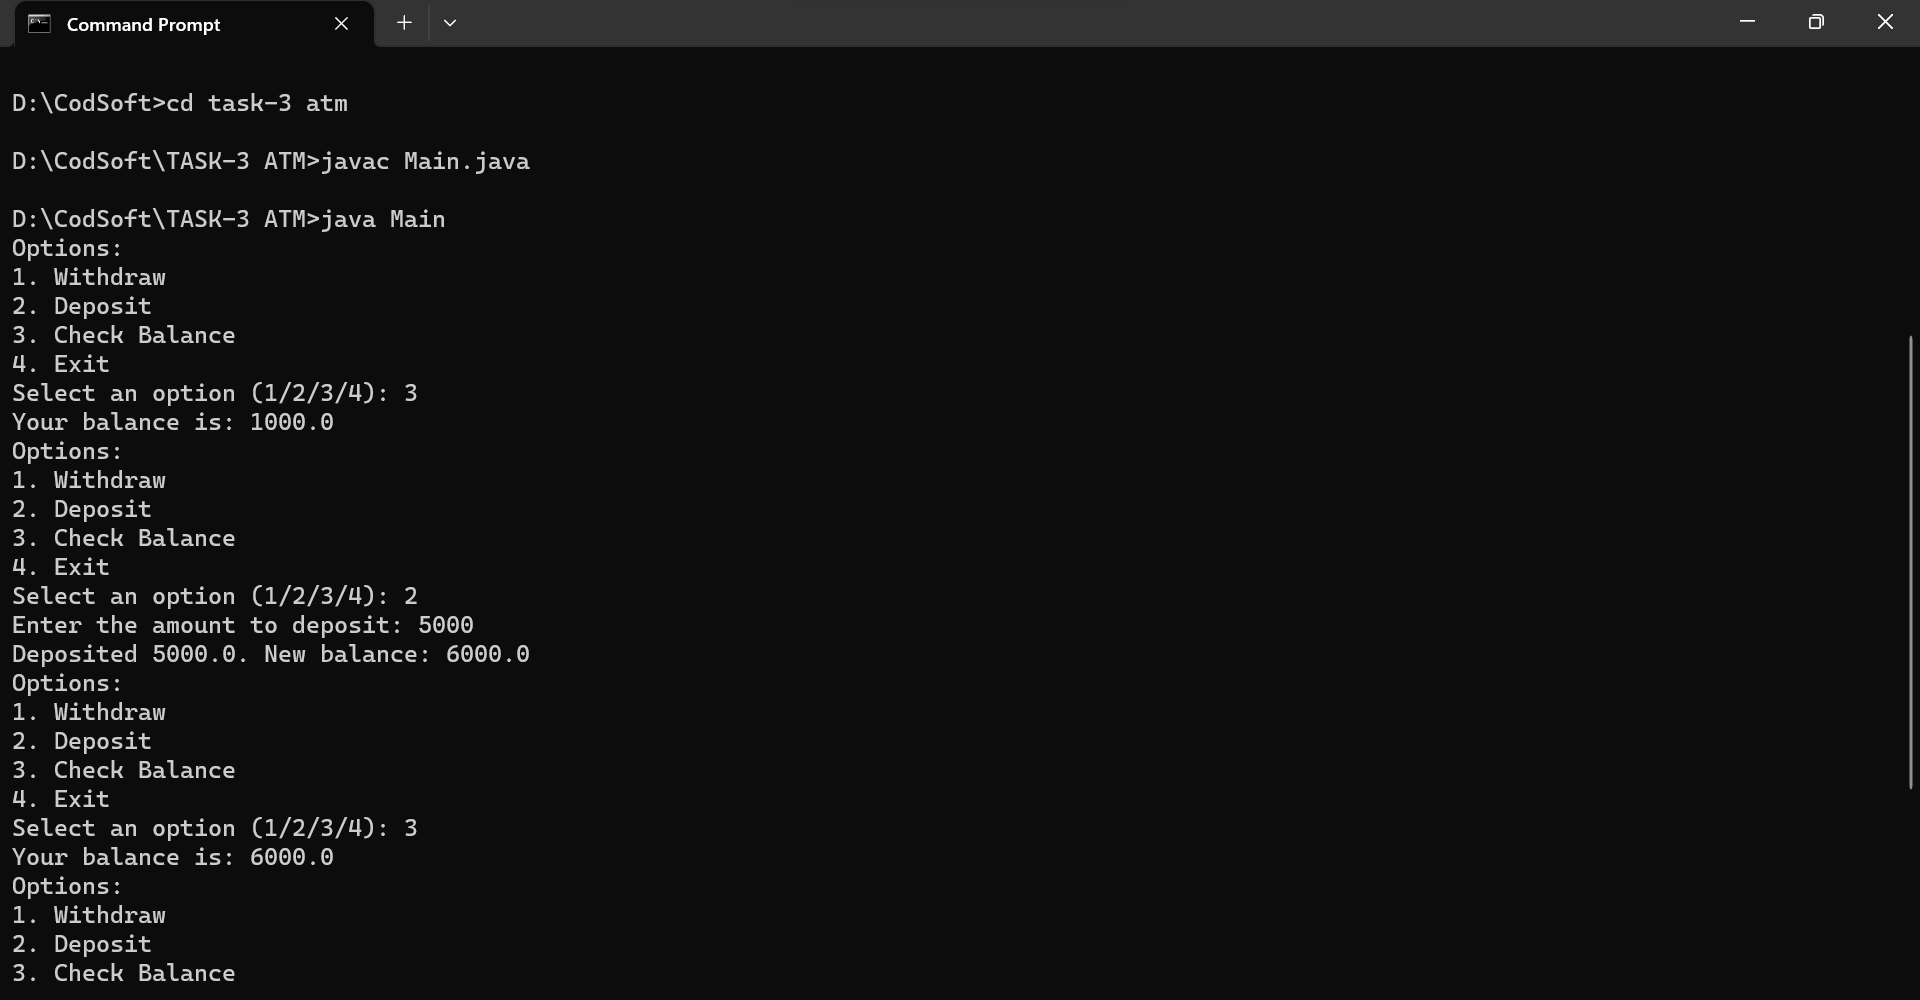 Command Prompt
D:\CodSoft>cd task-3 atm
D:\CodSoft\TASK-3 ATM>javac Main.java
D:\CodSoft\TASK-3 ATM>java Main
Options:
1. Withdraw
2. Deposit
3. Check Balance
4. Exit
Select an option (1/2/3/4): 3
Your balance is: 1000.0
Options:
1. Withdraw
2. Deposit
3. Check Balance
4. Exit
Select an option (1/2/3/4): 2
Enter the amount to deposit: 5000
Deposited 5000.0. New balance: 6000.0
Options:
1. Withdraw
2. Deposit
3. Check Balance
4. Exit
Select an option (1/2/3/4): 3
Your balance is: 6000.0
Options:
1. Withdraw
2. Deposit
3. Check Balance